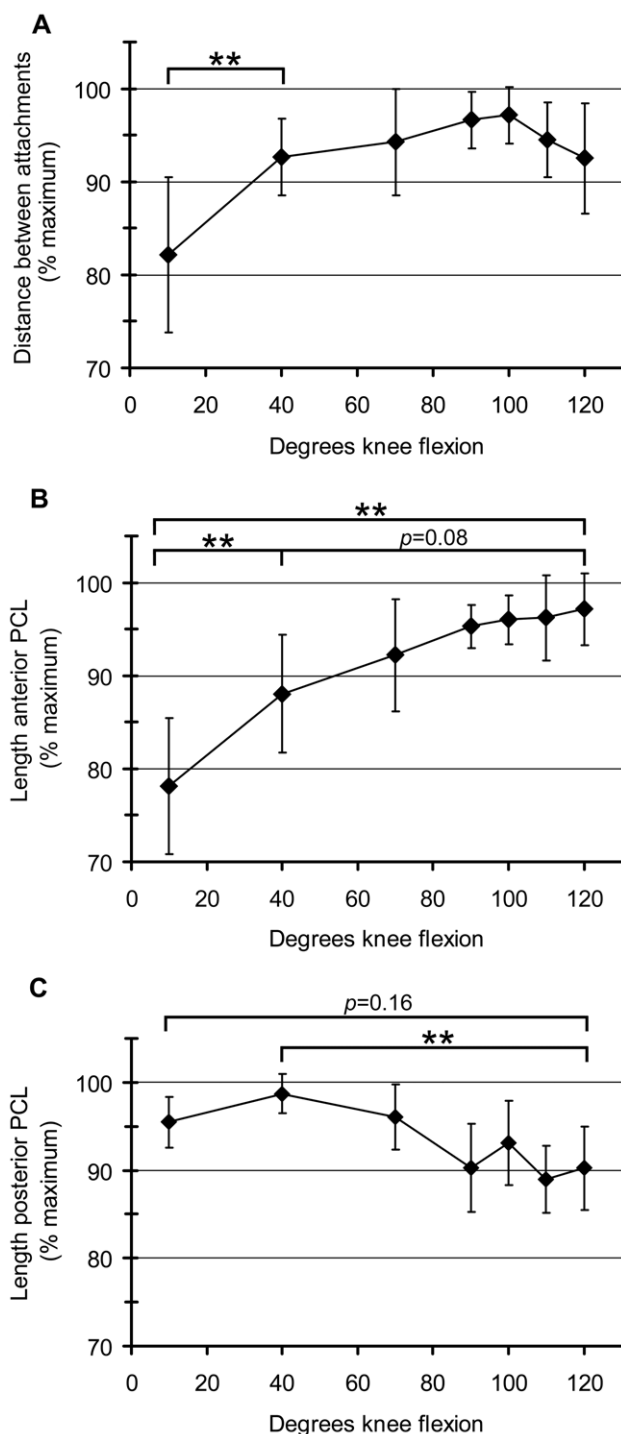 A
**
100
90
80
70
0 20 40 60 80 100 120
Distance between attachments
(% maximum)
Degrees knee flexion
B
**
** p=0.08
100
90
80
70
0 20 40 60 80 100 120
Length anterior PCL
(% maximum)
Degrees knee flexion
C
p=0.16
**
100
90
80
70
0 20 40 60 80 100 120
Length posterior PCL
(% maximum)
Degrees knee flexion